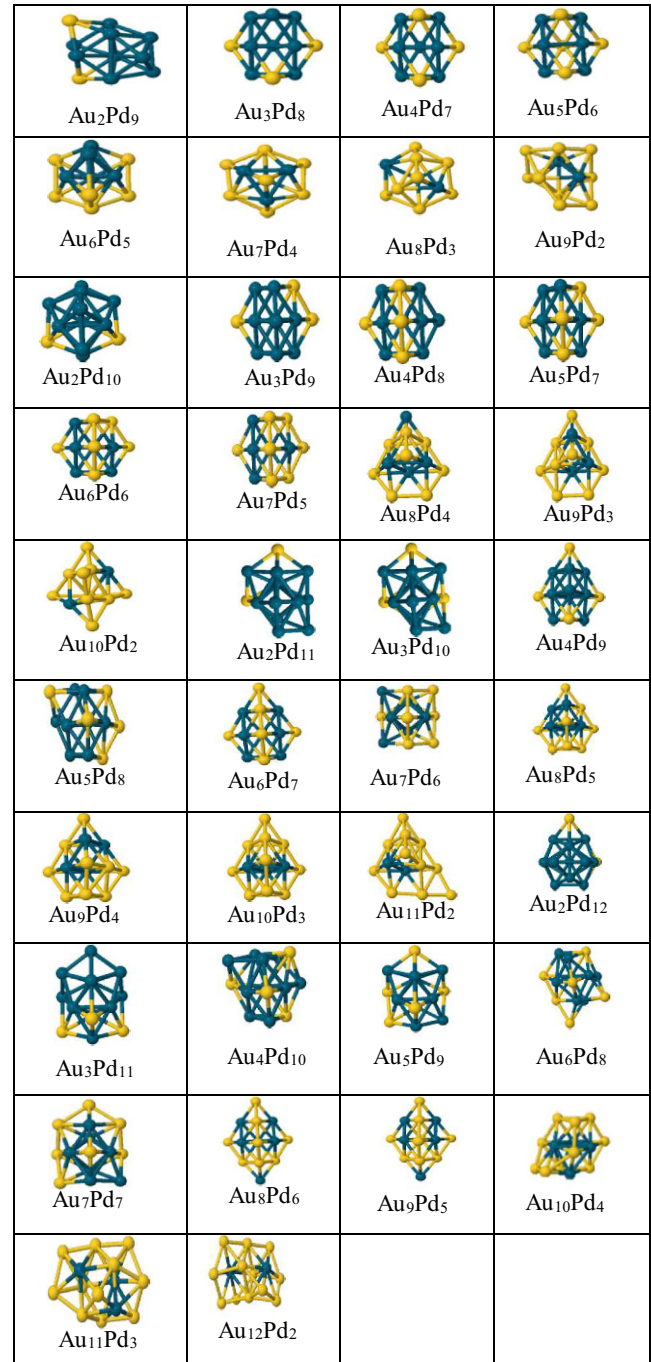 Au₂Pd₉ Au₃Pd₈ Au₄Pd₇ Au₅Pd₆
Au₆Pd₅ Au₇Pd₄ Au₈Pd₃ Au₉Pd₂
Au₂Pd₁₀ Au₃Pd₉ Au₄Pd₈ Au₅Pd₇
Au₆Pd₆ Au₇Pd₅ Au₈Pd₄ Au₉Pd₃
Au₁₀Pd₂ Au₂Pd₁₁ Au₃Pd₁₀ Au₄Pd₉
Au₅Pd₈ Au₆Pd₇ Au₇Pd₆ Au₈Pd₅
Au₉Pd₄ Au₁₀Pd₃ Au₁₁Pd₂ Au₂Pd₁₂
Au₃Pd₁₁ Au₄Pd₁₀ Au₅Pd₉ Au₆Pd₈
Au₇Pd₇ Au₈Pd₆ Au₉Pd₅ Au₁₀Pd₄
Au₁₁Pd₃ Au₁₂Pd₂